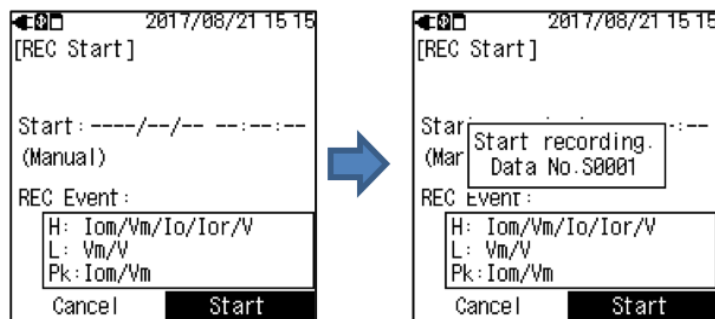 2017/08/21 15 15
[REC Start]
Start:----/--/-- --:--:--
(Manual)
REC Event:
H: Iom/Vm/Io/Ior/V
L: Vm/V
Pk:Iom/Vm
Cancel Start
2017/08/21 15 15
[REC Start]
Star -:--
(Mar
Start recording.
Data No.S0001
REC Event:
H: Iom/Vm/Io/Ior/V
L: Vm/V
Pk:Iom/Vm
Cancel Start